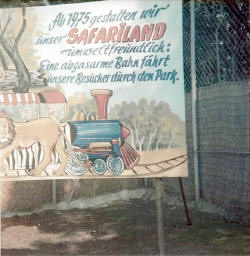 Ab 1975 gestalten wir
unser SAFARILAND
umweltfreundlich:
Eine abgasarme Bahn fährt
unsere Besucher durch den Park.